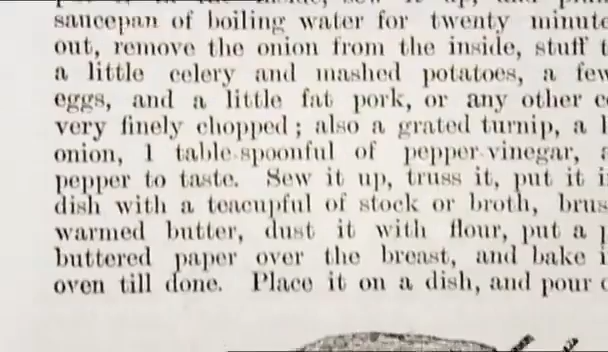 saucepan of boiling water for twenty
out, remove the onion from the inside, stuff
a little celery and mashed potatoes, a few
eggs, and a little fat pork, or any other
very finely chopped; also a grated turnip, a
onion, 1 table-spoonful of pepper-vinegar,
pepper to taste. Sew it up, truss it, put it
dish with a teacupful of stock or broth,
warmed butter, dust it with flour, put a
buttered paper over the breast, and bake
oven till done. Place it on a dish, and pour